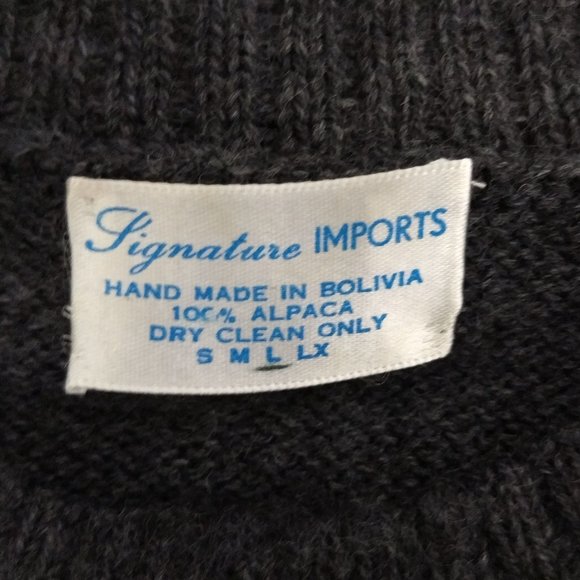 Signature IMPORTS
HAND MADE IN BOLIVIA
100% ALPACA
DRY CLEAN ONLY
S M L LX